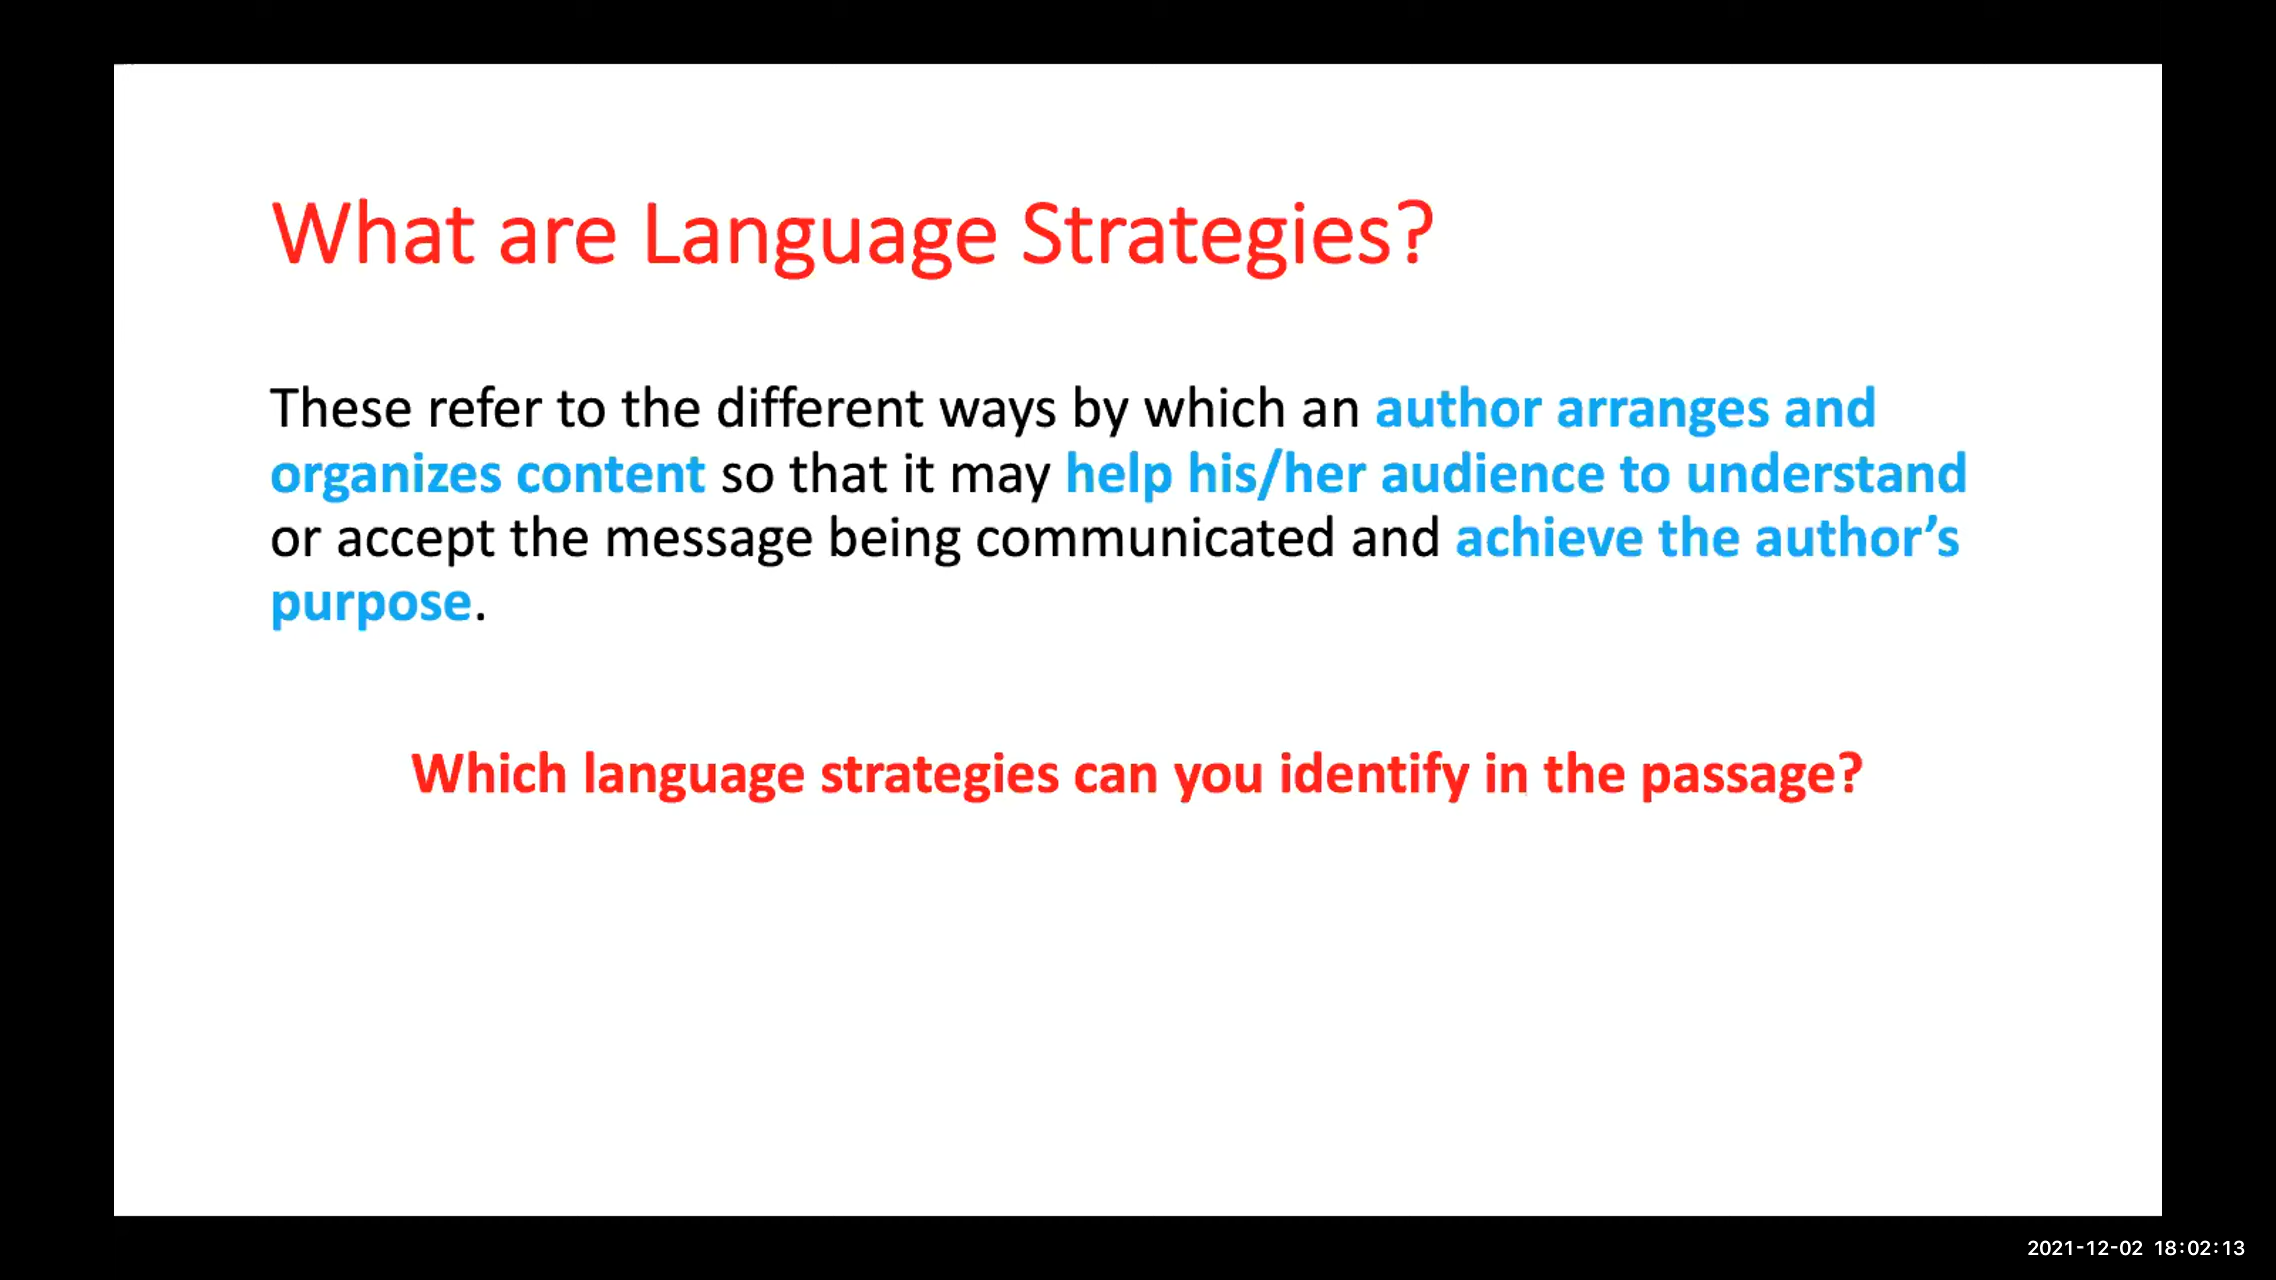 What are Language Strategies?
These refer to the different ways by which an author arranges and
organizes content so that it may help his/her audience to understand
or accept the message being communicated and achieve the author’s
purpose.
Which language strategies can you identify in the passage?
2021-12-02 18:02:13